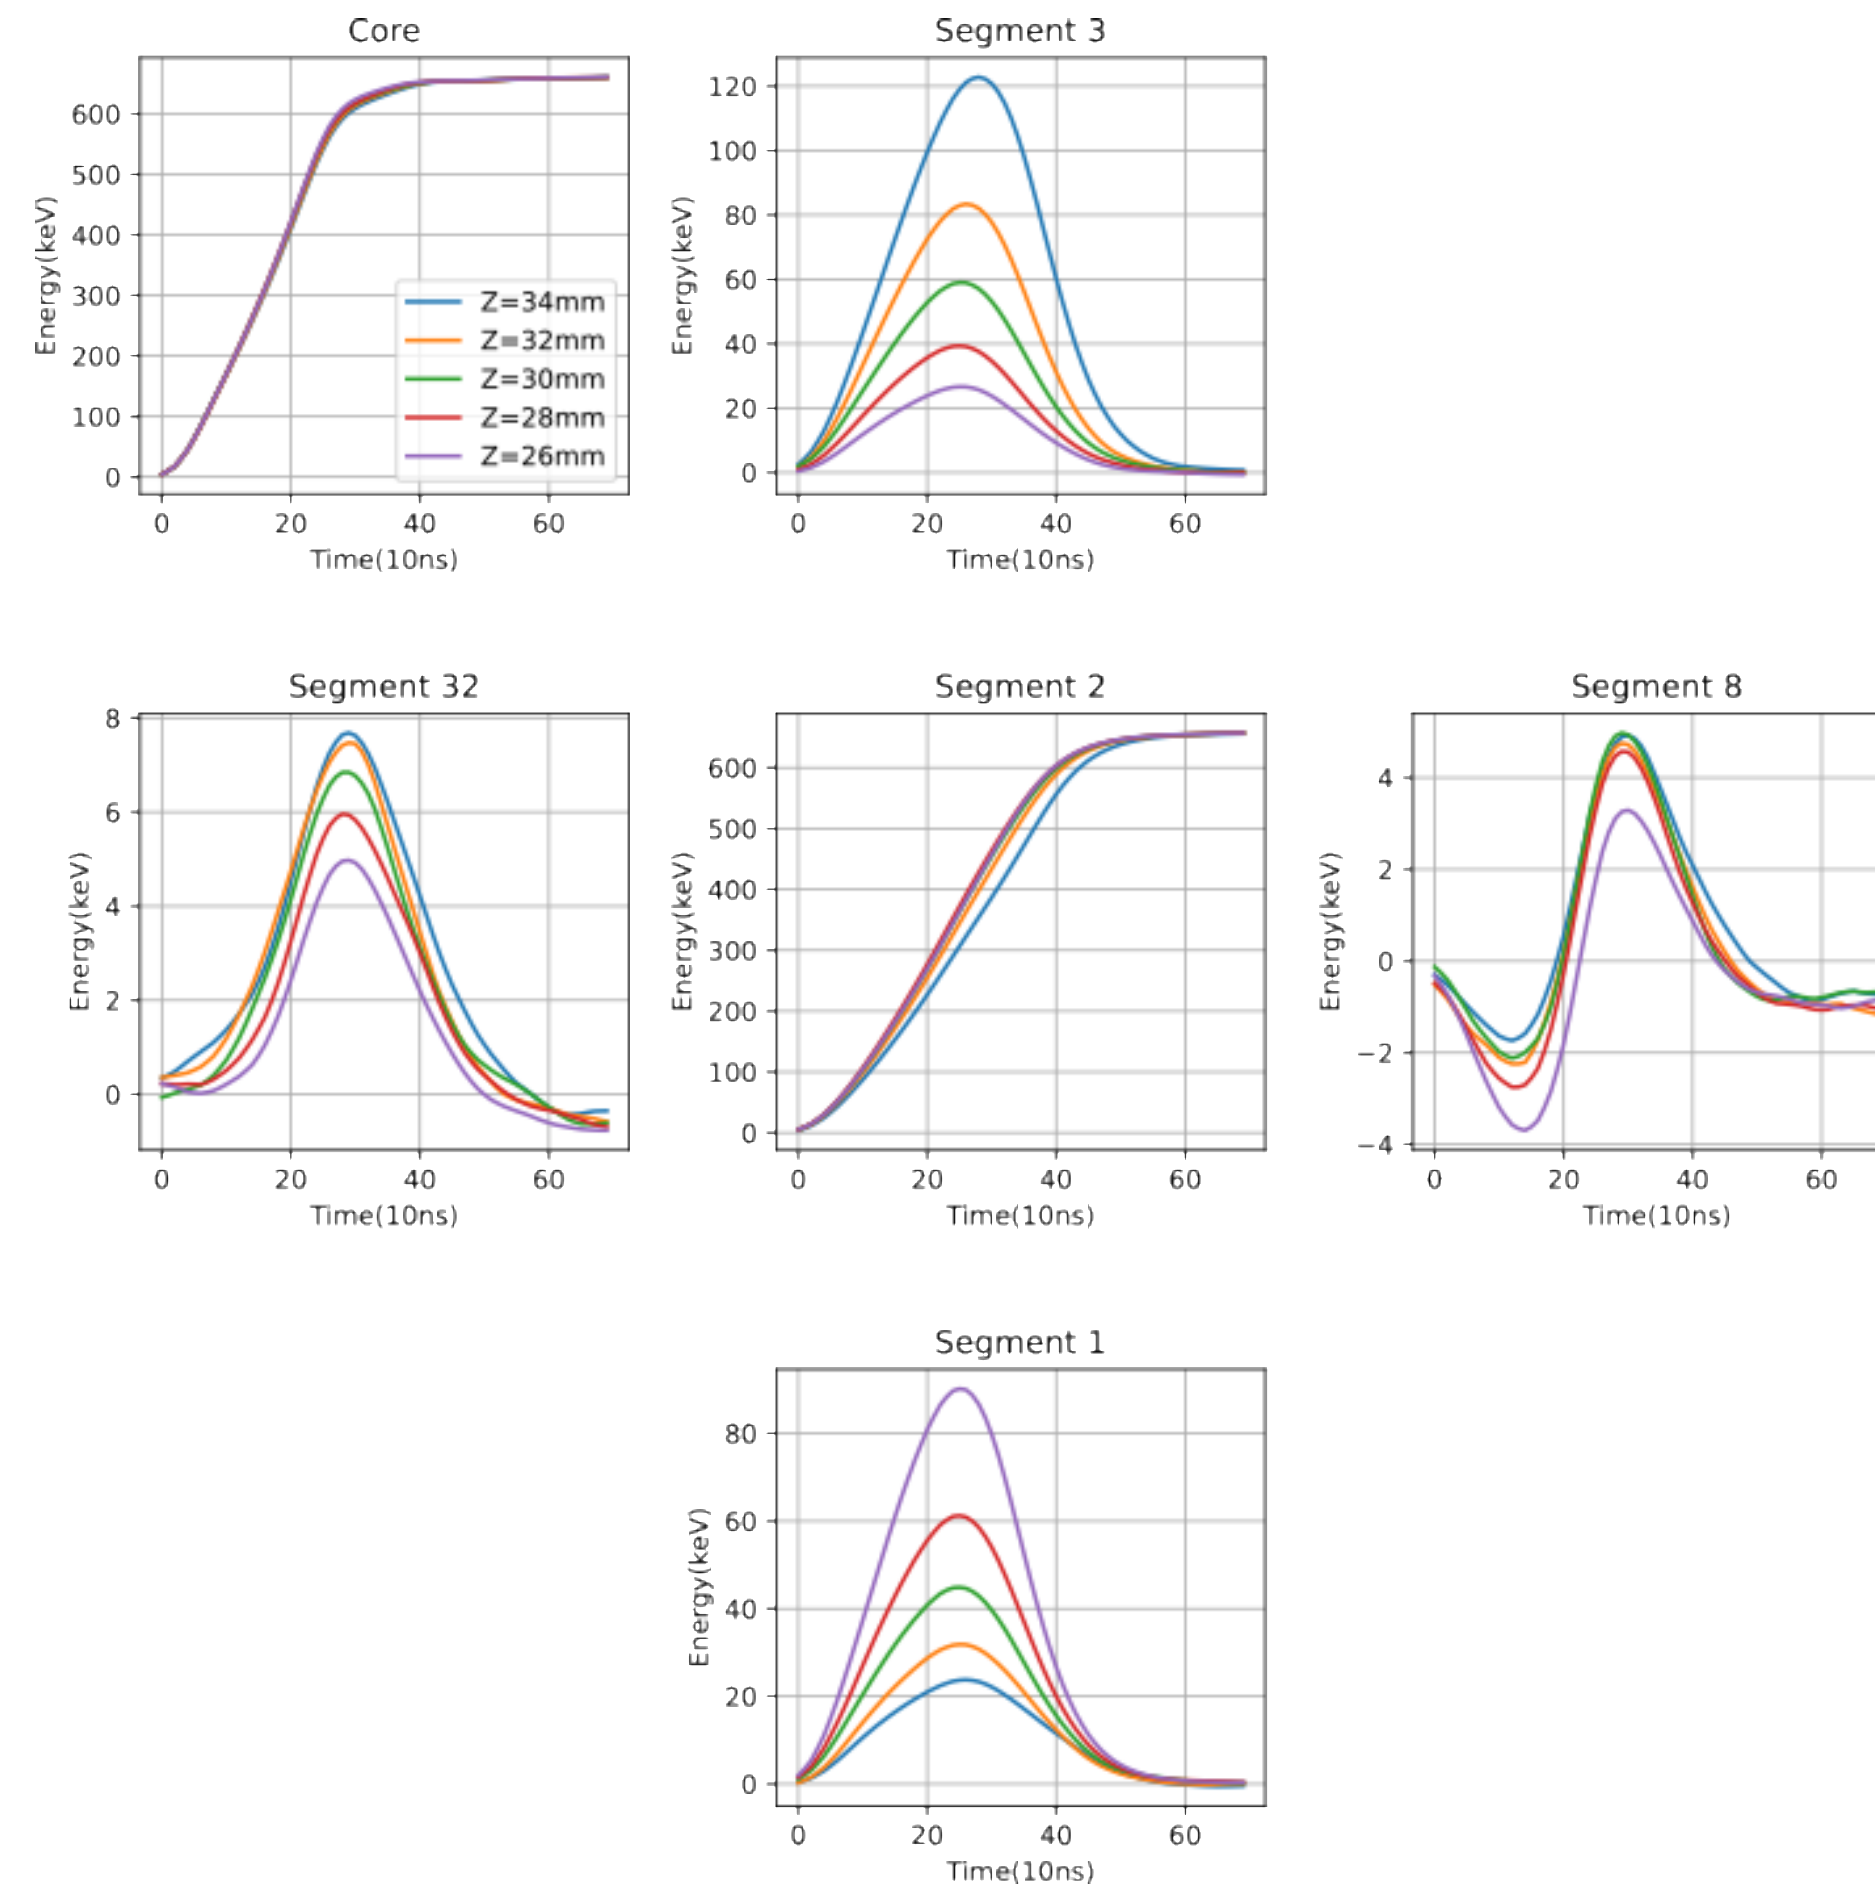 Core
Energy(keV)
600
500
400
300
200
100
0
Z=34mm
Z=32mm
Z=30mm
Z=28mm
Z=26mm
0 20 40 60
Time(10ns)
Segment 3
Energy(keV)
120
100
80
60
40
20
0
0 20 40 60
Time(10ns)
Segment 32
Energy(keV)
8
6
4
2
0
0 20 40 60
Time(10ns)
Segment 2
Energy(keV)
600
500
400
300
200
100
0
0 20 40 60
Time(10ns)
Segment 8
Energy(keV)
4
2
0
−2
−4
0 20 40 60
Time(10ns)
Segment 1
Energy(keV)
80
60
40
20
0
0 20 40 60
Time(10ns)